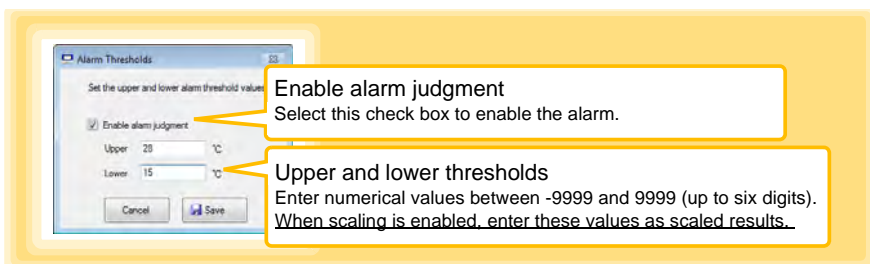 Alarm Thresholds
Set the upper and lower alarm threshold values
Enable alarm judgment
Upper 28 °C
Lower 15 °C
Cancel Save
Enable alarm judgment
Select this check box to enable the alarm.
Upper and lower thresholds
Enter numerical values between -9999 and 9999 (up to six digits).
When scaling is enabled, enter these values as scaled results.